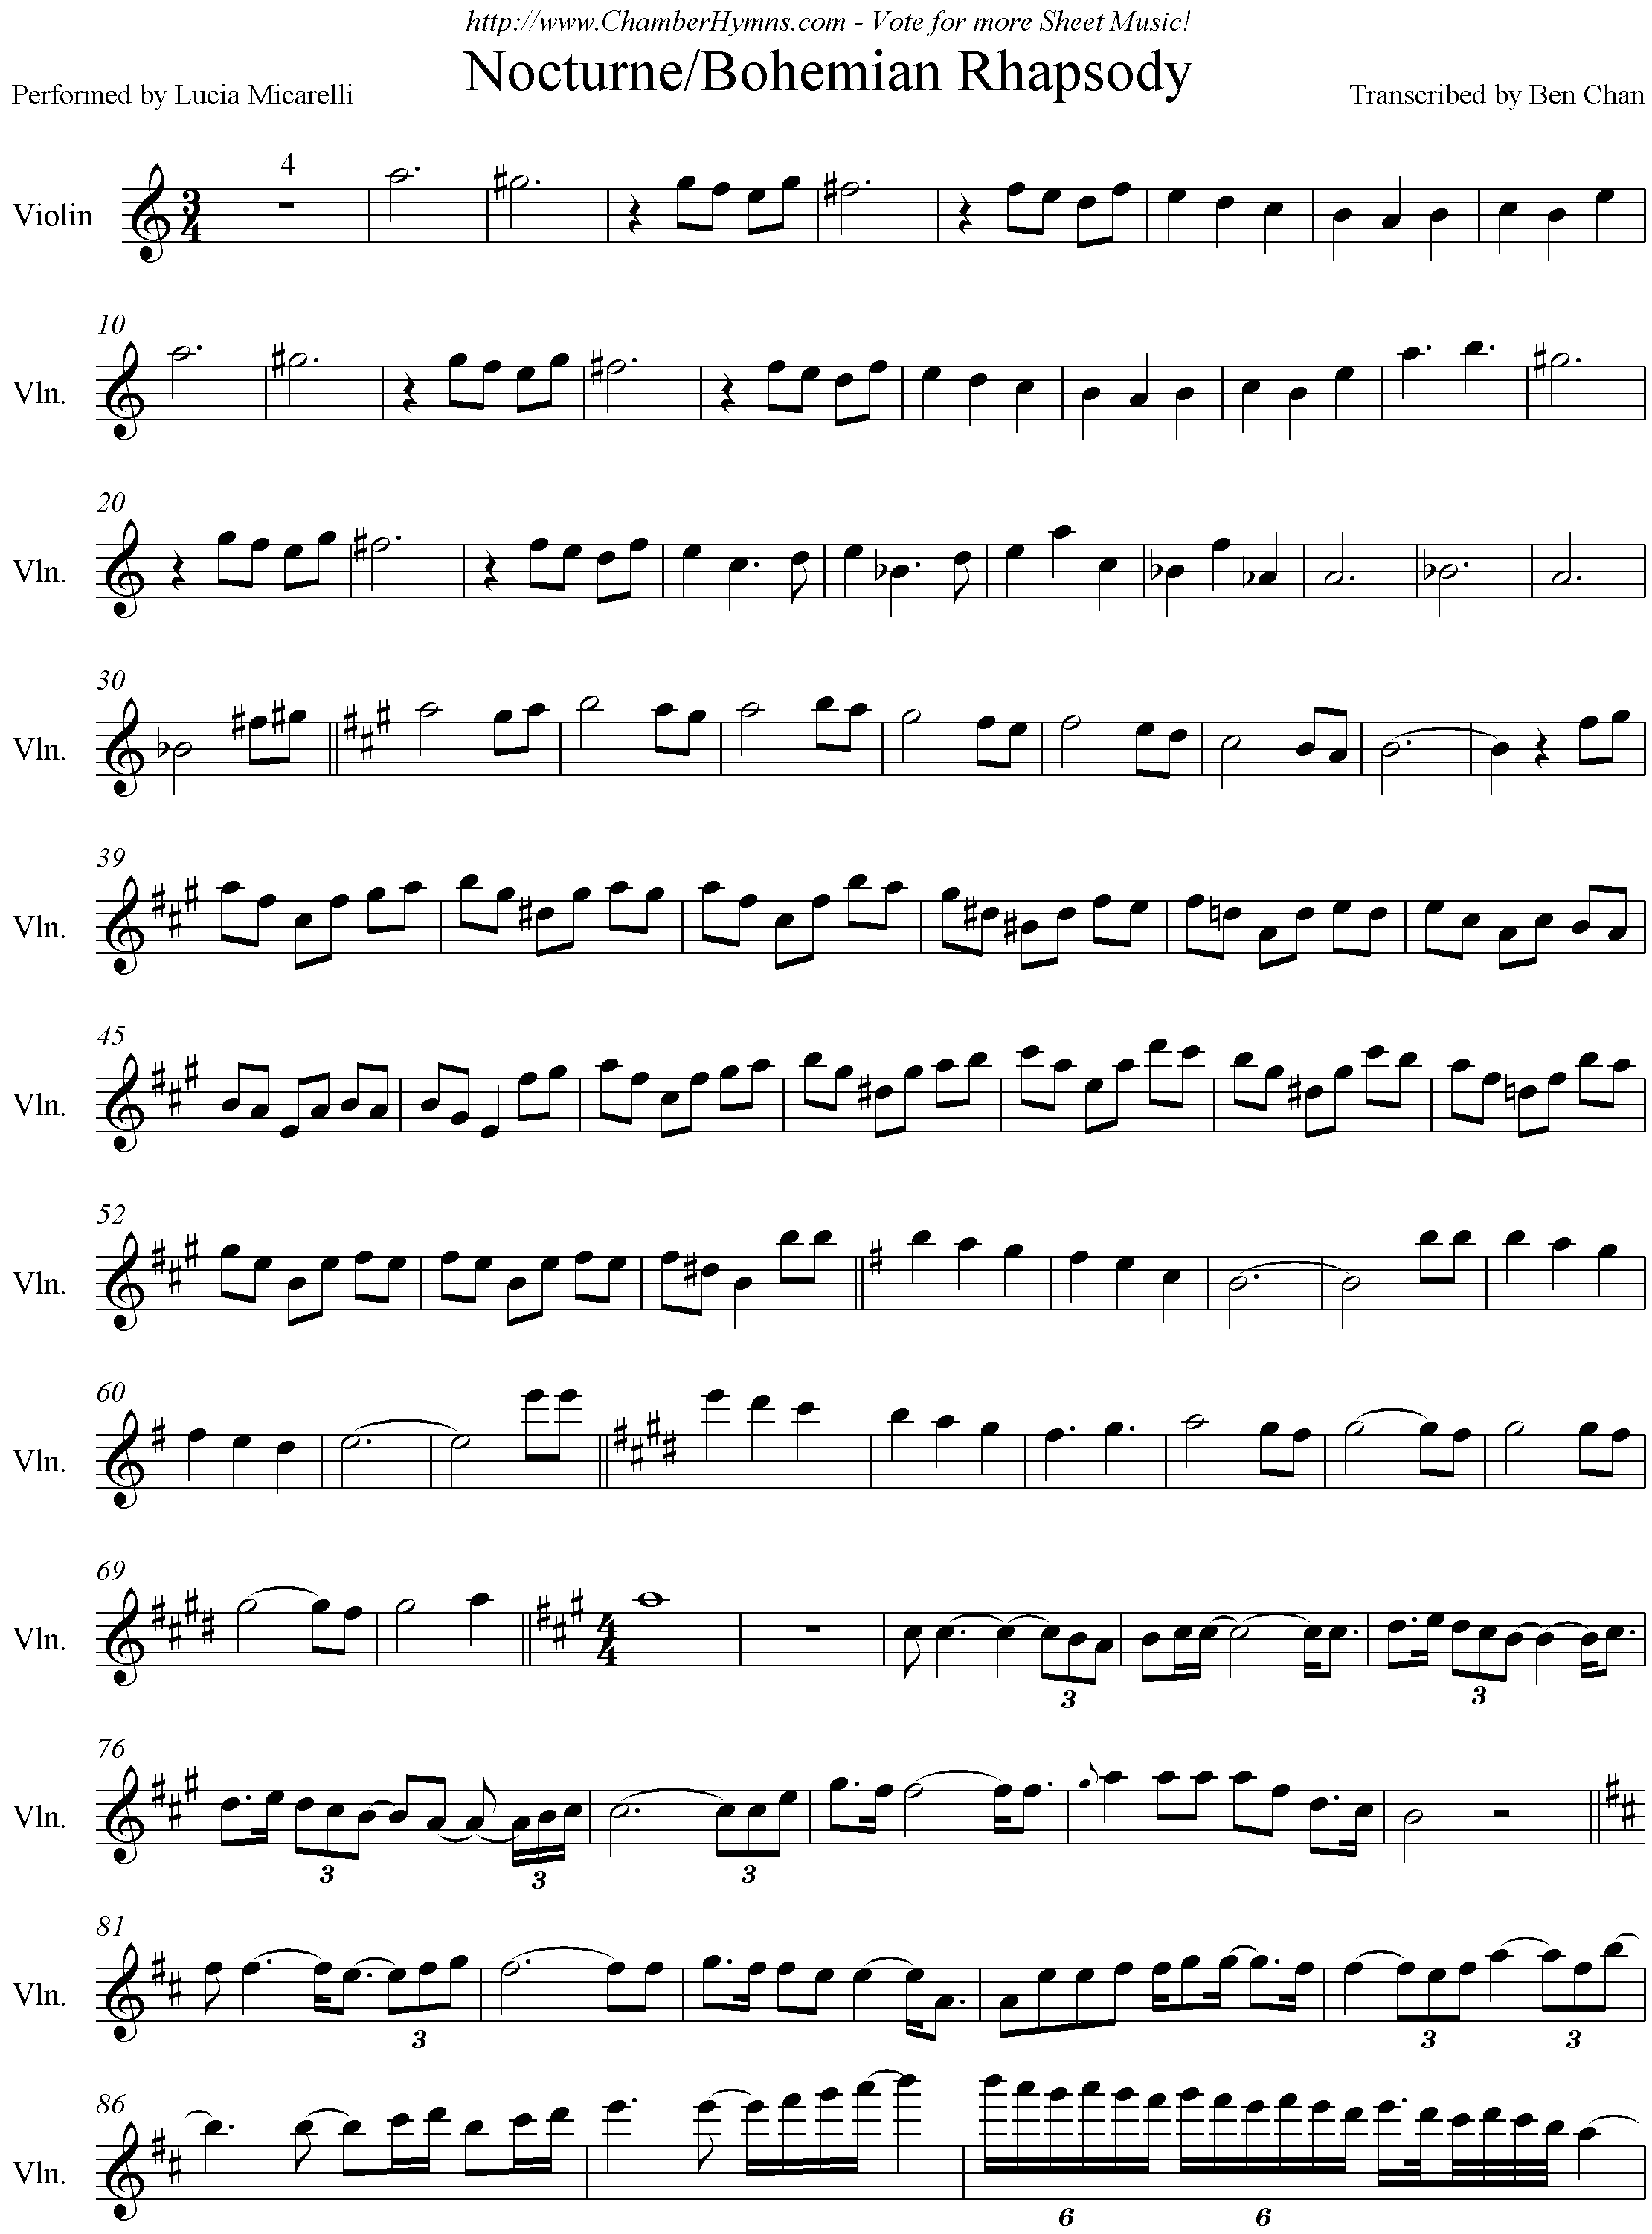 http://www.ChamberHymns.com - Vote for more Sheet Music!
Nocturne/Bohemian Rhapsody
Performed by Lucia Micarelli
Transcribed by Ben Chan
4
Violin
3
4
10
Vln.
20
Vln.
30
Vln.
39
Vln.
45
Vln.
52
Vln.
60
Vln.
69
Vln.
4
4
3
3
76
Vln.
3
3
3
81
Vln.
3
3
3
86
Vln.
6
6